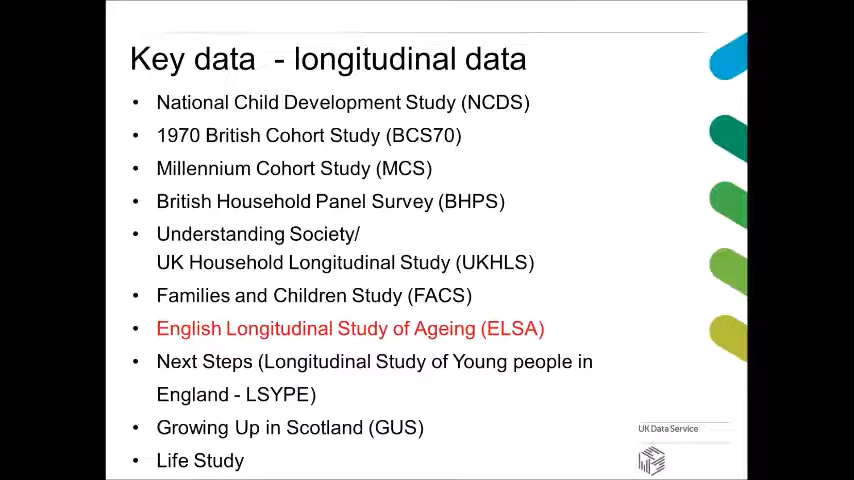 Key data - longitudinal data
• National Child Development Study (NCDS)
• 1970 British Cohort Study (BCS70)
• Millennium Cohort Study (MCS)
• British Household Panel Survey (BHPS)
• Understanding Society/
UK Household Longitudinal Study (UKHLS)
• Families and Children Study (FACS)
• English Longitudinal Study of Ageing (ELSA)
• Next Steps (Longitudinal Study of Young people in
England - LSYPE)
• Growing Up in Scotland (GUS)
• Life Study
UK Data Service